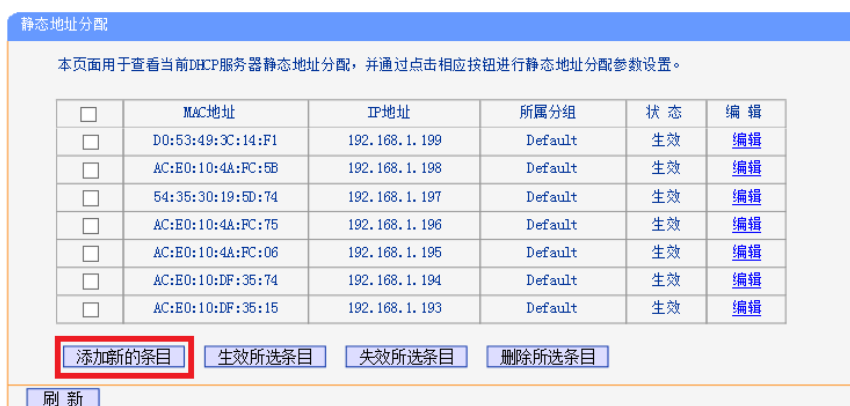 静态地址分配
本页面用于查看当前DHCP服务器静态地址分配，并通过点击相应按钮进行静态地址分配参数设置。
MAC地址 IP地址 所属分组 状 态 编 辑
D0:53:49:3C:14:F1 192.168.1.199 Default 生效 编辑
AC:E0:10:4A:FC:5B 192.168.1.198 Default 生效 编辑
54:35:30:19:5D:74 192.168.1.197 Default 生效 编辑
AC:E0:10:4A:FC:75 192.168.1.196 Default 生效 编辑
AC:E0:10:4A:FC:06 192.168.1.195 Default 生效 编辑
AC:E0:10:DF:35:74 192.168.1.194 Default 生效 编辑
AC:E0:10:DF:35:15 192.168.1.193 Default 生效 编辑
添加新的条目 生效所选条目 失效所选条目 删除所选条目
刷 新